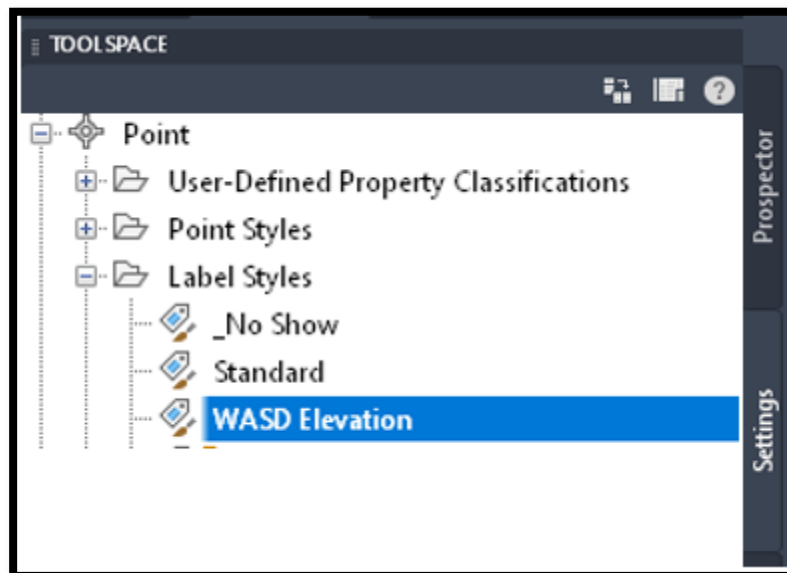 TOOLSPACE
Point
User-Defined Property Classifications
Point Styles
Label Styles
_No Show
Standard
WASD Elevation
Prospector
Settings